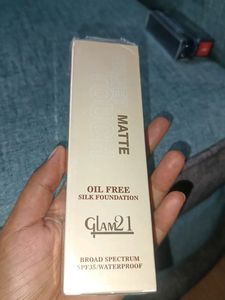 MATTE
OIL FREE
SILK FOUNDATION
Glam21
BROAD SPECTRUM
SPF35/WATERPROOF